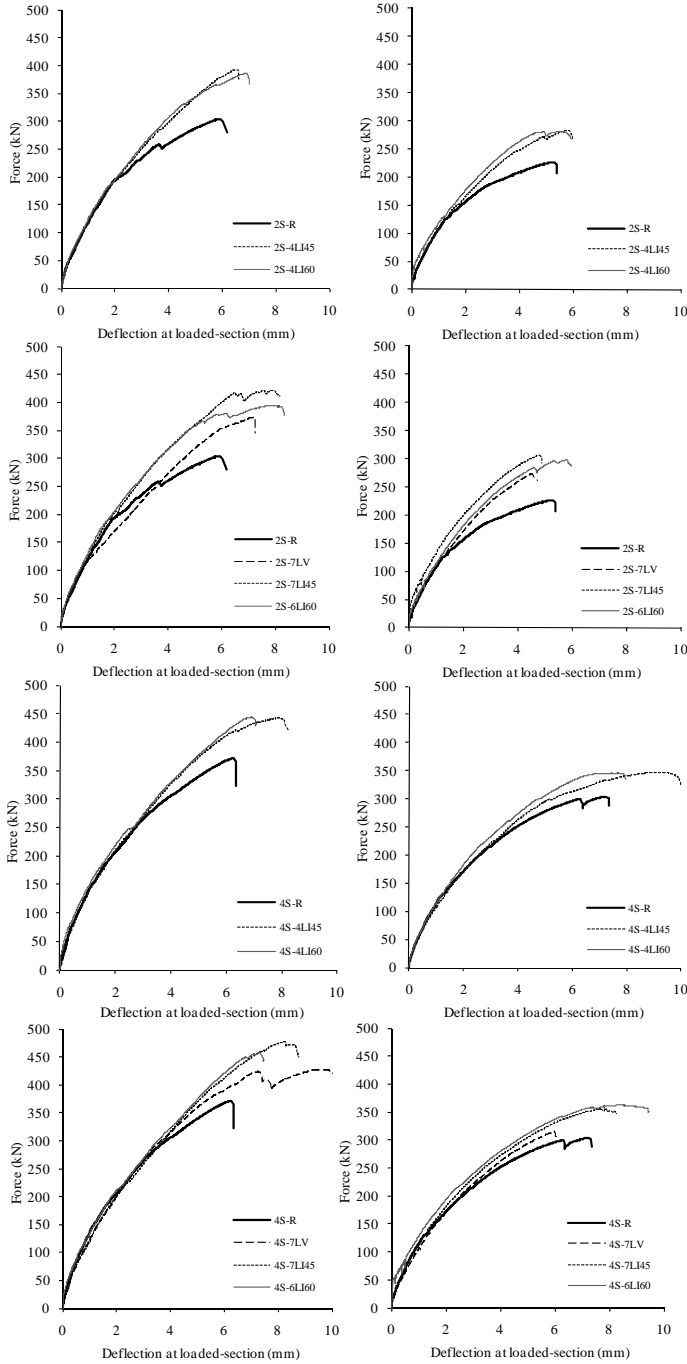 500
450
400
350
300
250
200
150
100
50
0
Force (kN)
2S-R
2S-4LI45
2S-4LI60
0 2 4 6 8 10
Deflection at loaded-section (mm)
500
450
400
350
300
250
200
150
100
50
0
Force (kN)
2S-R
2S-4LI45
2S-4LI60
0 2 4 6 8 10
Deflection at loaded-section (mm)
500
450
400
350
300
250
200
150
100
50
0
Force (kN)
2S-R
2S-7LV
2S-7LI45
2S-6LI60
0 2 4 6 8 10
Deflection at loaded-section (mm)
500
450
400
350
300
250
200
150
100
50
0
Force (kN)
2S-R
2S-7LV
2S-7LI45
2S-6LI60
0 2 4 6 8 10
Deflection at loaded-section (mm)
500
450
400
350
300
250
200
150
100
50
0
Force (kN)
4S-R
4S-4LI45
4S-4LI60
0 2 4 6 8 10
Deflection at loaded-section (mm)
500
450
400
350
300
250
200
150
100
50
0
Force (kN)
4S-R
4S-4LI45
4S-4LI60
0 2 4 6 8 10
Deflection at loaded-section (mm)
500
450
400
350
300
250
200
150
100
50
0
Force (kN)
4S-R
4S-7LV
4S-7LI45
4S-6LI60
0 2 4 6 8 10
Deflection at loaded-section (mm)
500
450
400
350
300
250
200
150
100
50
0
Force (kN)
4S-R
4S-7LV
4S-7LI45
4S-6LI60
0 2 4 6 8 10
Deflection at loaded-section (mm)